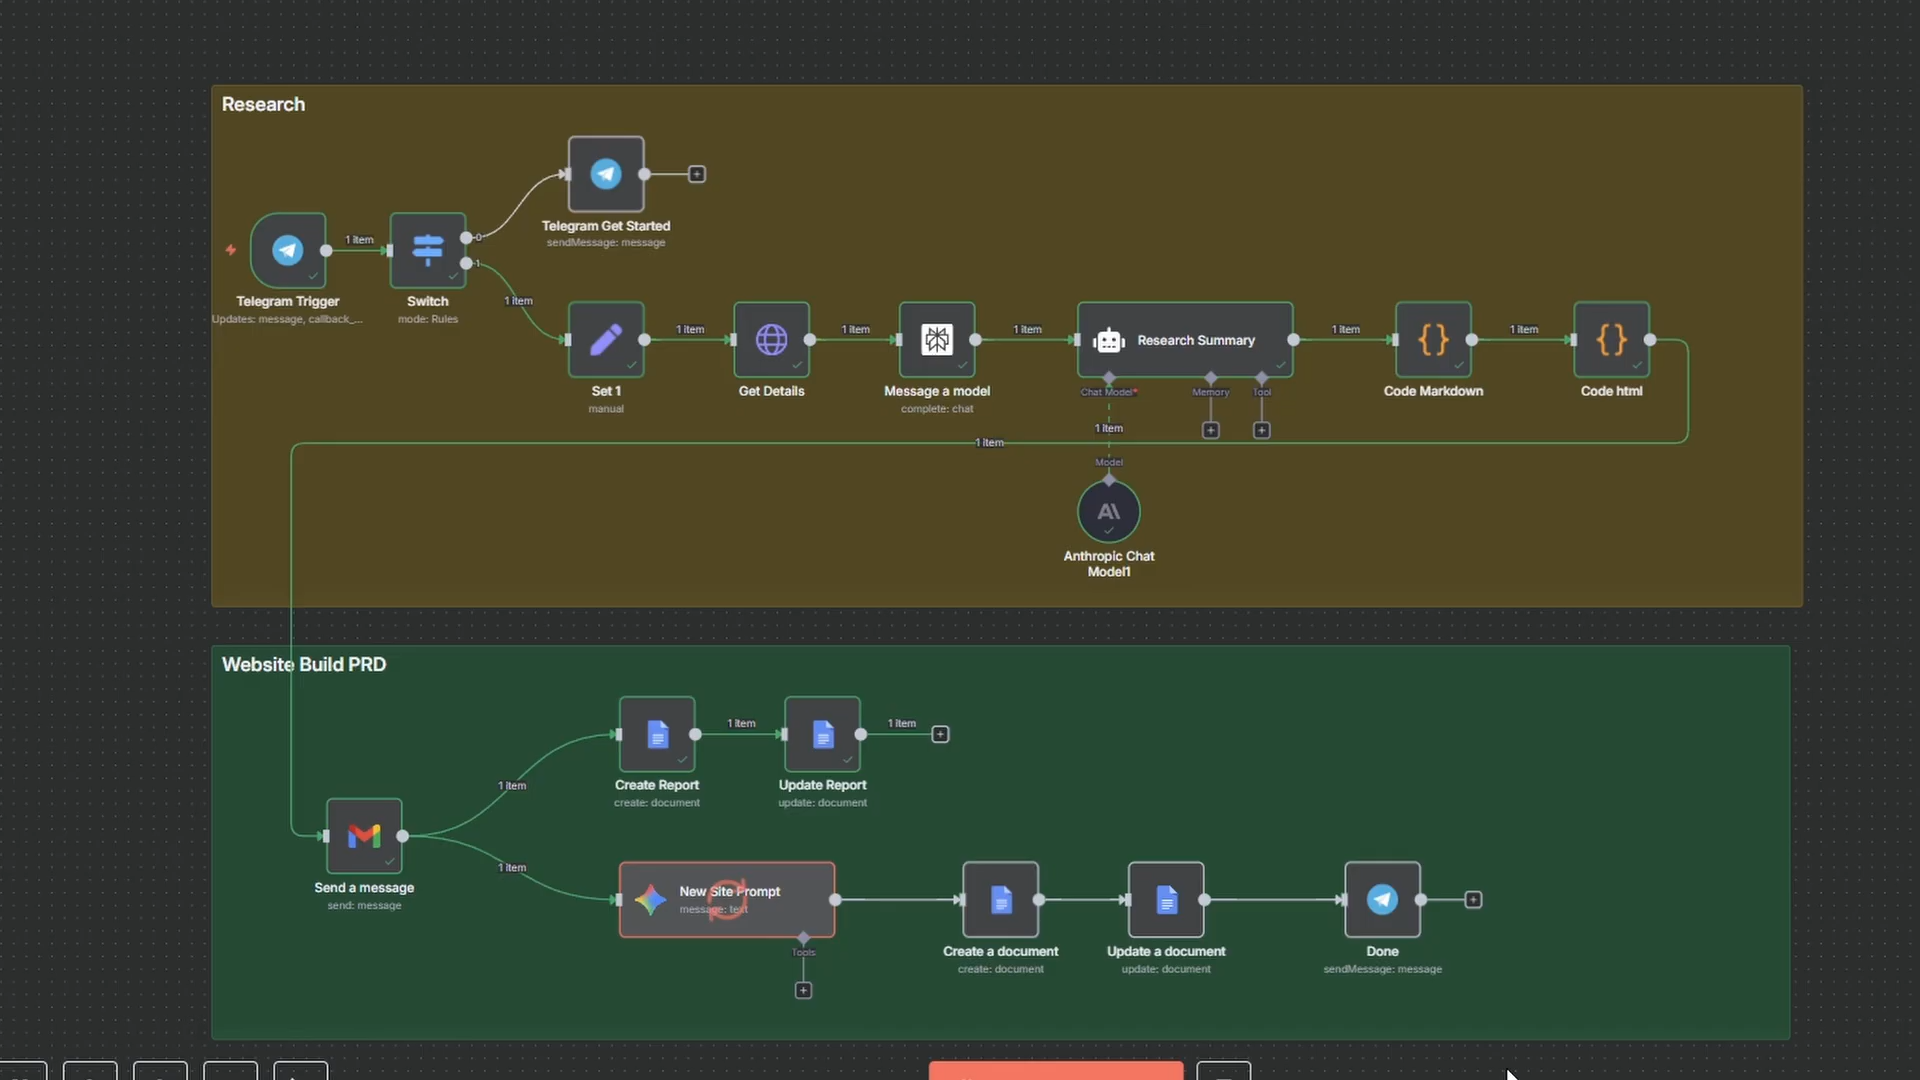 Research
Telegram Get Started
sendMessage: message
1 item
0
1
Telegram Trigger
Updates: message, callback_...
Switch
mode: Rules
1 item
Set 1
manual
1 item
Get Details
1 item
Message a model
complete: chat
1 item
Research Summary
Chat Model*
Memory
Tool
1 item
Code Markdown
1 item
Code html
1 item
1 item
Model
Anthropic Chat
Model1
Website Build PRD
1 item
Create Report
create: document
1 item
Update Report
update: document
1 item
Send a message
send: message
1 item
New Site Prompt
message: text
Tools
Create a document
create: document
Update a document
update: document
Done
sendMessage: message